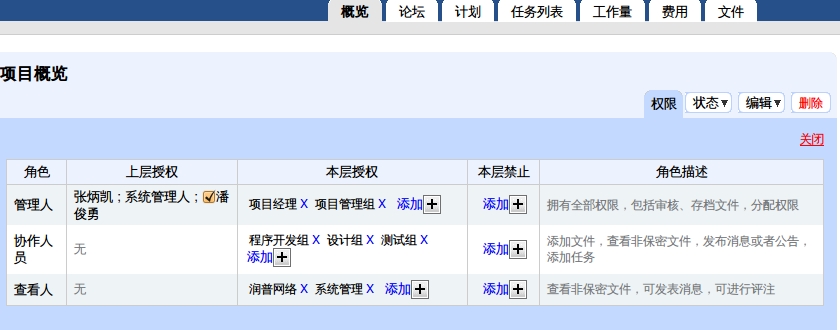 概览 论坛 计划 任务列表 工作量 费用 文件
项目概览
权限 状态▼ 编辑▼ 删除
关闭
角色 上层授权 本层授权 本层禁止 角色描述
管理人 张炳凯；系统管理人；潘俊勇 项目经理 X 项目管理组 X 添加+ 添加+ 拥有全部权限，包括审核、存档文件，分配权限
协作人员 无 程序开发组 X 设计组 X 测试组 X 添加+ 添加+ 添加文件，查看非保密文件，发布消息或者公告，添加任务
查看人 无 润普网络 X 系统管理 X 添加+ 添加+ 查看非保密文件，可发表消息，可进行评注